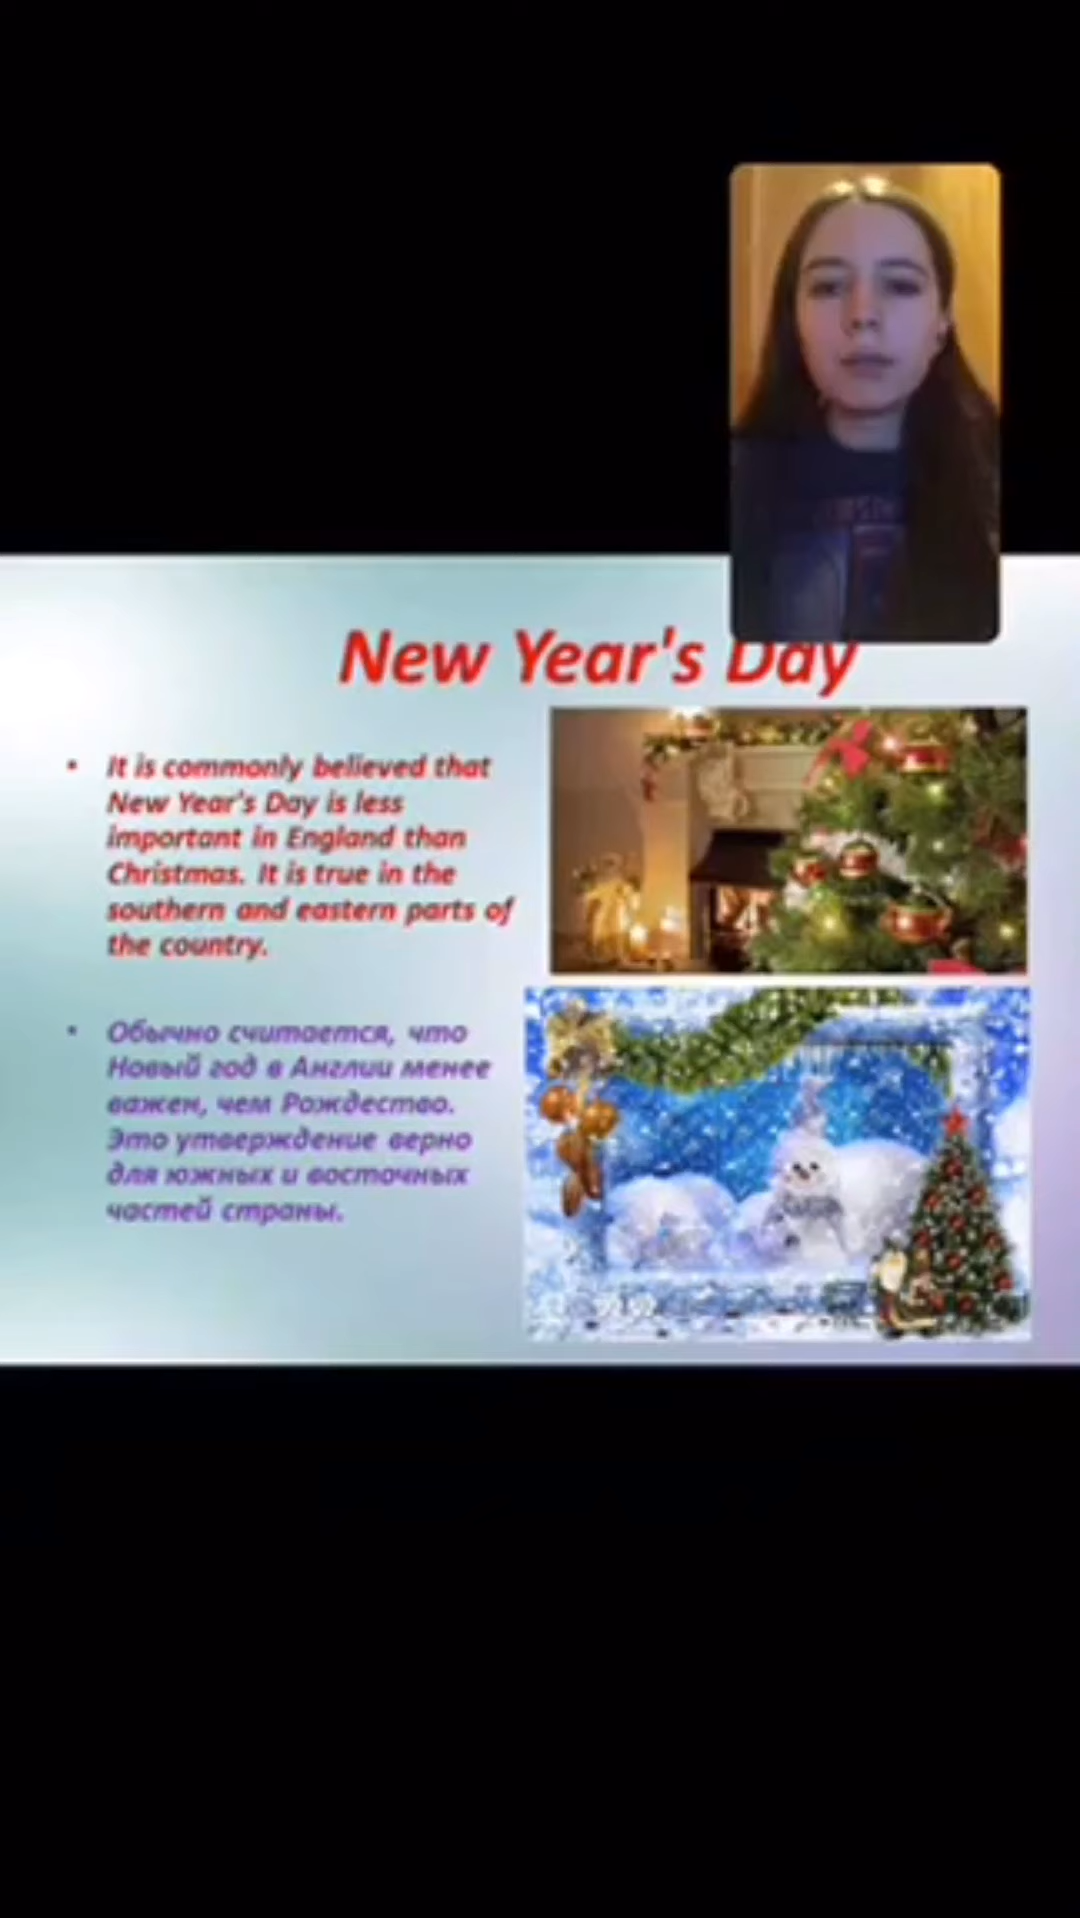 New Year's Day
• It is commonly believed that
New Year's Day is less
important in England than
Christmas. It is true in the
southern and eastern parts of
the country.
• Обычно считается, что
Новый год в Англии менее
важен, чем Рождество.
Это утверждение верно
для южных и восточных
частей страны.